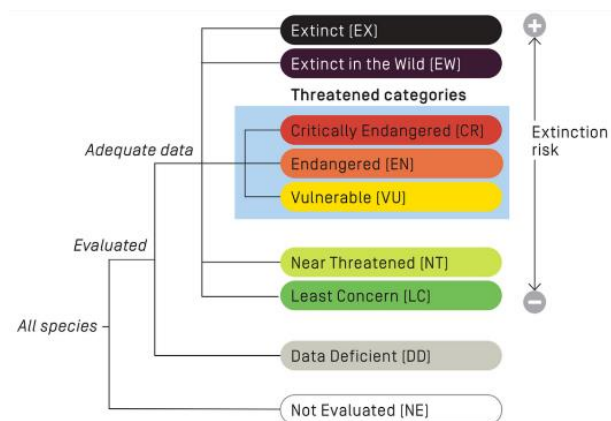 Extinct (EX)
Extinct in the Wild (EW)
Threatened categories
Critically Endangered (CR)
Adequate data
Extinction
risk
Endangered (EN)
Vulnerable (VU)
Evaluated
Near Threatened (NT)
Least Concern (LC)
All species
Data Deficient (DD)
Not Evaluated (NE)
+
−